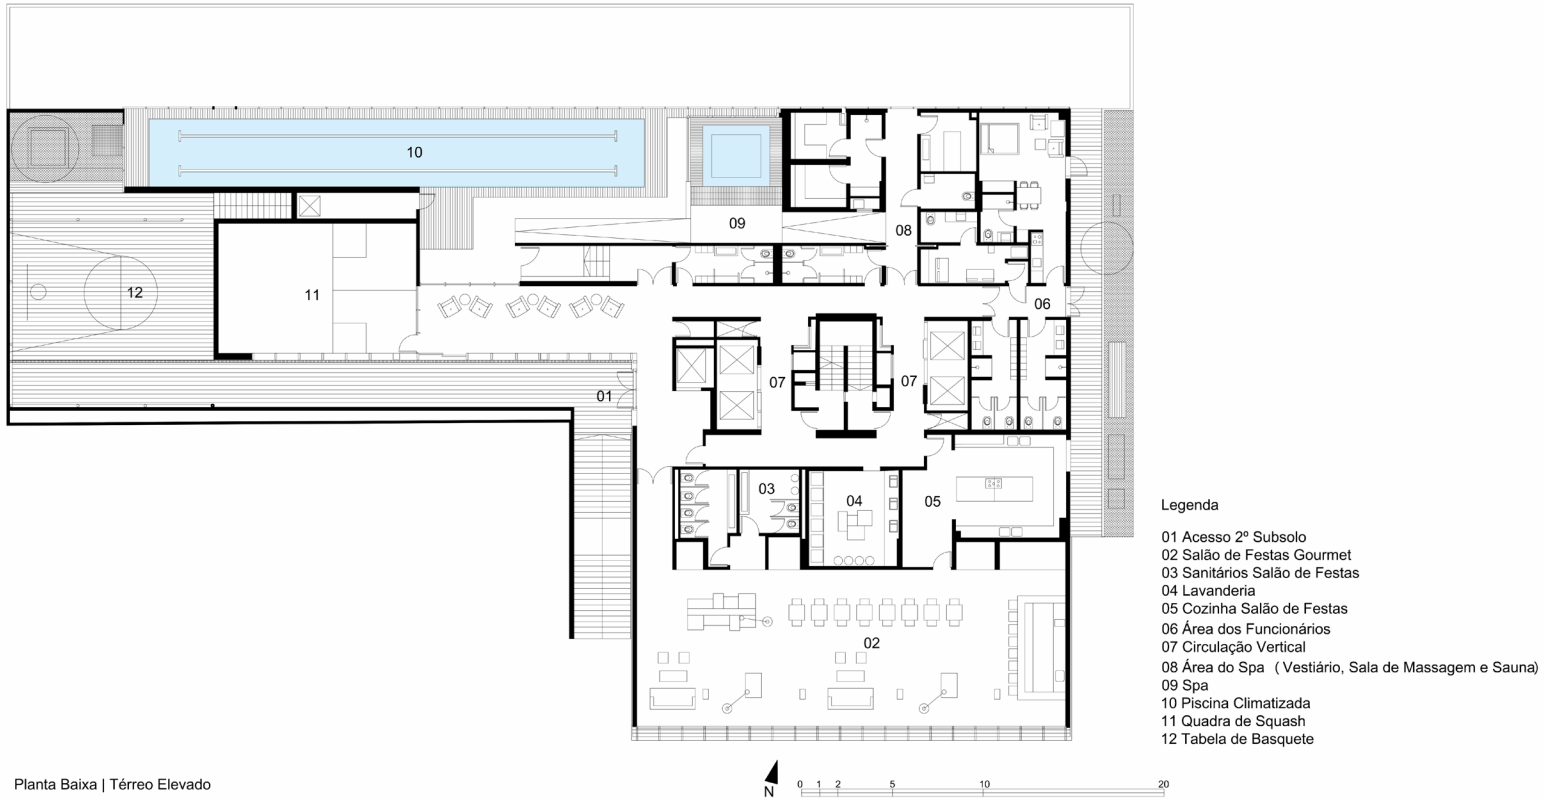 10
09
08
12
11
06
07
07
01
03
04
05
02
Legenda
01 Acesso 2º Subsolo
02 Salão de Festas Gourmet
03 Sanitários Salão de Festas
04 Lavanderia
05 Cozinha Salão de Festas
06 Área dos Funcionários
07 Circulação Vertical
08 Área do Spa ( Vestiário, Sala de Massagem e Sauna)
09 Spa
10 Piscina Climatizada
11 Quadra de Squash
12 Tabela de Basquete
Planta Baixa | Térreo Elevado
N
0 1 2 5 10 20